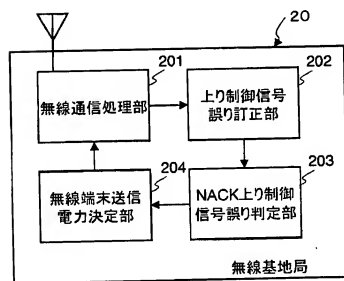 20
201
無線通信処理部
202
上り制御信号
誤り訂正部
204
無線端末送信
電力決定部
203
NACK上り制御
信号誤り判定部
無線基地局